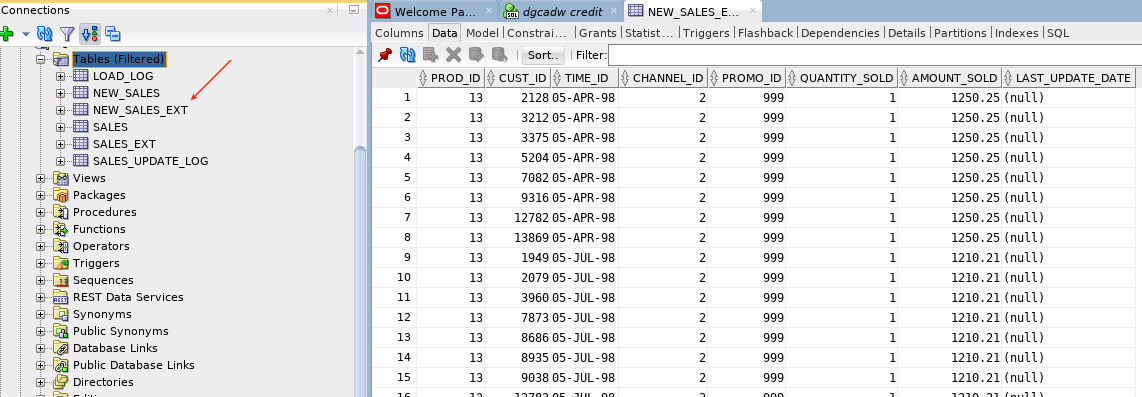 Connections
Tables (Filtered)
LOAD_LOG
NEW_SALES
NEW_SALES_EXT
SALES
SALES_EXT
SALES_UPDATE_LOG
Views
Packages
Procedures
Functions
Operators
Triggers
Sequences
REST REST Data Services
Synonyms
Public Synonyms
Database Links
Public Database Links
Directories
Welcome Pa... SQL dgcadw credit NEW_SALES_E...
Columns Data Model Constrai... Grants Statist... Triggers Flashback Dependencies Details Partitions Indexes SQL
Sort.. Filter:
PROD_ID CUST_ID TIME_ID CHANNEL_ID PROMO_ID QUANTITY_SOLD AMOUNT_SOLD LAST_UPDATE_DATE
1 13 2128 05-APR-98 2 999 1 1250.25 (null)
2 13 3212 05-APR-98 2 999 1 1250.25 (null)
3 13 3375 05-APR-98 2 999 1 1250.25 (null)
4 13 5204 05-APR-98 2 999 1 1250.25 (null)
5 13 7082 05-APR-98 2 999 1 1250.25 (null)
6 13 9316 05-APR-98 2 999 1 1250.25 (null)
7 13 12782 05-APR-98 2 999 1 1250.25 (null)
8 13 13869 05-APR-98 2 999 1 1250.25 (null)
9 13 1949 05-JUL-98 2 999 1 1210.21 (null)
10 13 2079 05-JUL-98 2 999 1 1210.21 (null)
11 13 3960 05-JUL-98 2 999 1 1210.21 (null)
12 13 7873 05-JUL-98 2 999 1 1210.21 (null)
13 13 8686 05-JUL-98 2 999 1 1210.21 (null)
14 13 8935 05-JUL-98 2 999 1 1210.21 (null)
15 13 9038 05-JUL-98 2 999 1 1210.21 (null)